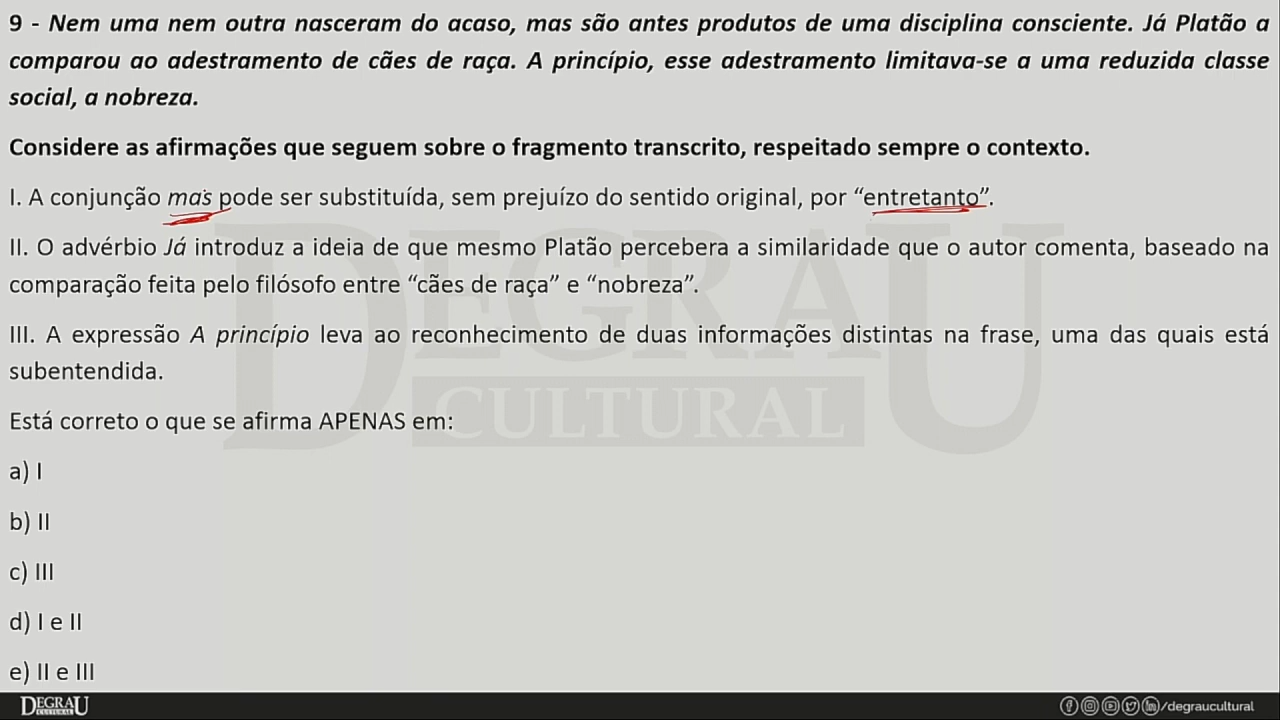 9 - Nem uma nem outra nasceram do acaso, mas são antes produtos de uma disciplina consciente. Já Platão a
comparou ao adestramento de cães de raça. A princípio, esse adestramento limitava-se a uma reduzida classe
social, a nobreza.
Considere as afirmações que seguem sobre o fragmento transcrito, respeitado sempre o contexto.
I. A conjunção mas pode ser substituída, sem prejuízo do sentido original, por “entretanto”.
II. O advérbio Já introduz a ideia de que mesmo Platão percebera a similaridade que o autor comenta, baseado na
comparação feita pelo filósofo entre “cães de raça” e “nobreza”.
III. A expressão A princípio leva ao reconhecimento de duas informações distintas na frase, uma das quais está
subentendida.
Está correto o que se afirma APENAS em:
a) I
b) II
c) III
d) I e II
e) II e III
DEGRAU
CULTURAL
DEGRAU
CULTURAL
/degraucultural